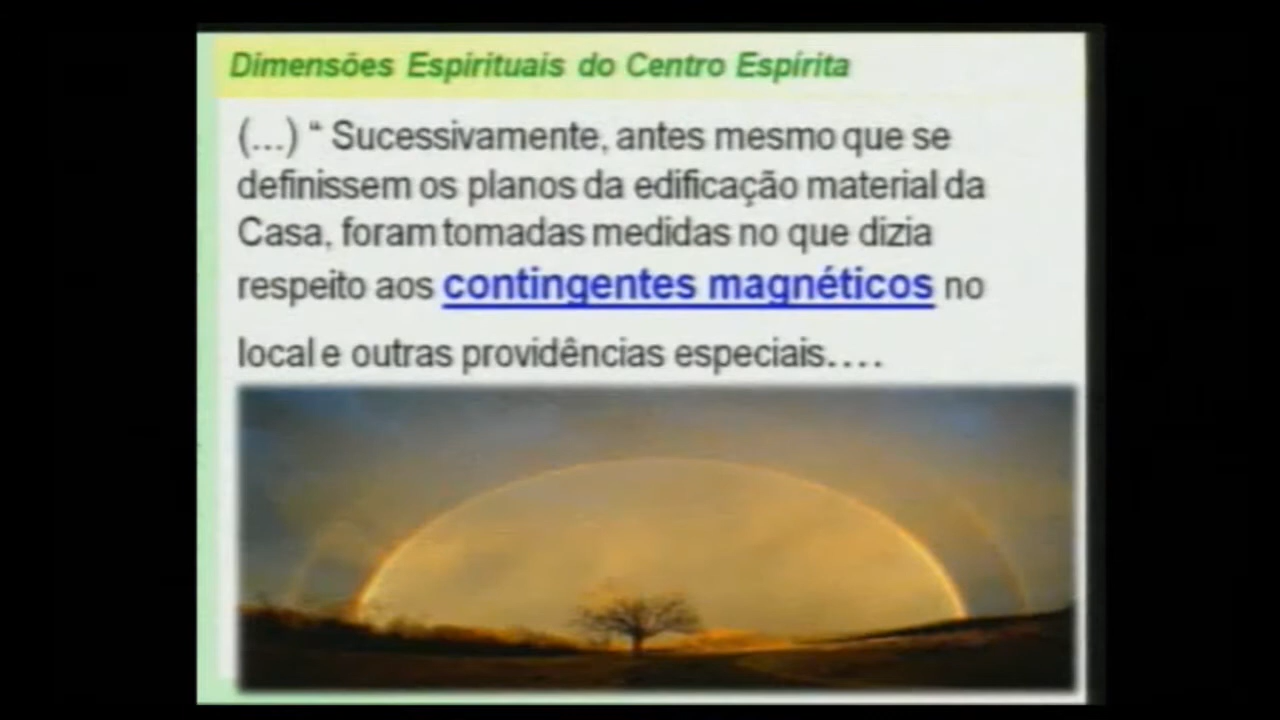 Dimensões Espirituais do Centro Espírita
(...) “ Sucessivamente, antes mesmo que se
definissem os planos da edificação material da
Casa, foram tomadas medidas no que dizia
respeito aos contingentes magnéticos no
local e outras providências especiais....